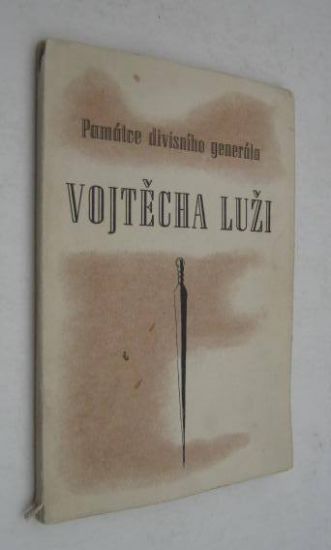 Památce divisního generála
VOJTĚCHA LUŽI